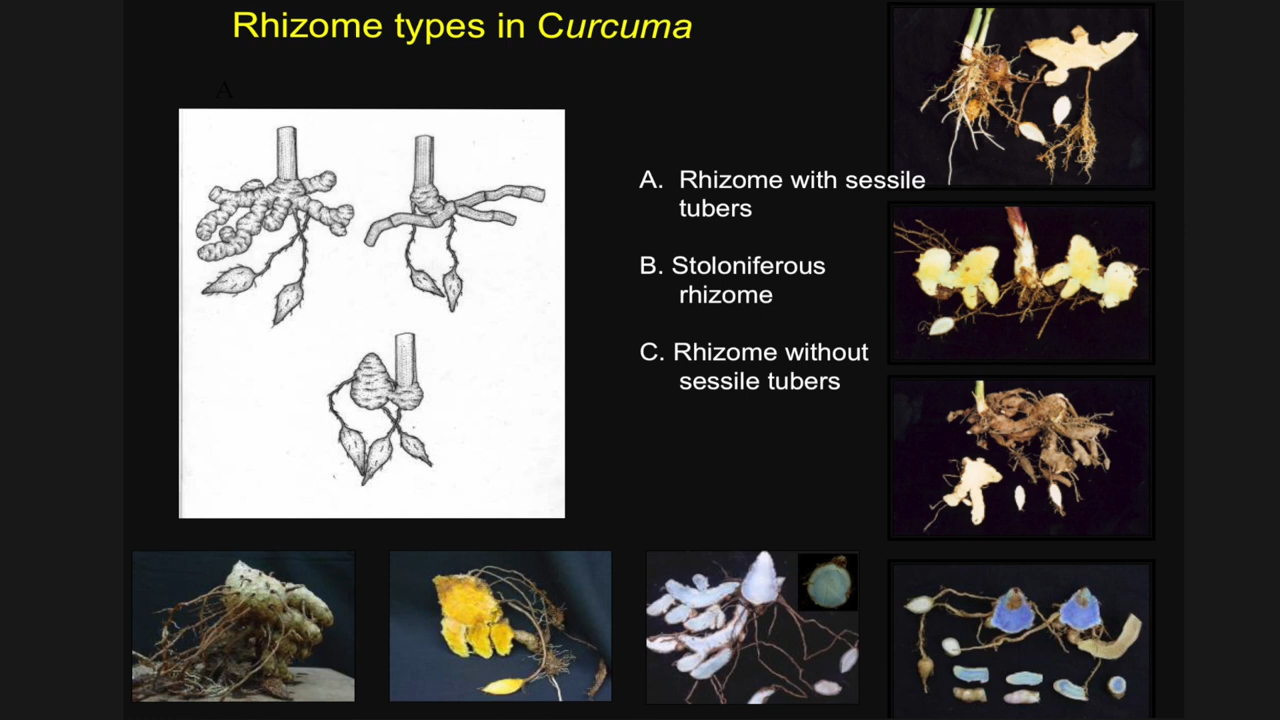 Rhizome types in Curcuma
A
A. Rhizome with sessile
tubers
B. Stoloniferous
rhizome
C. Rhizome without
sessile tubers